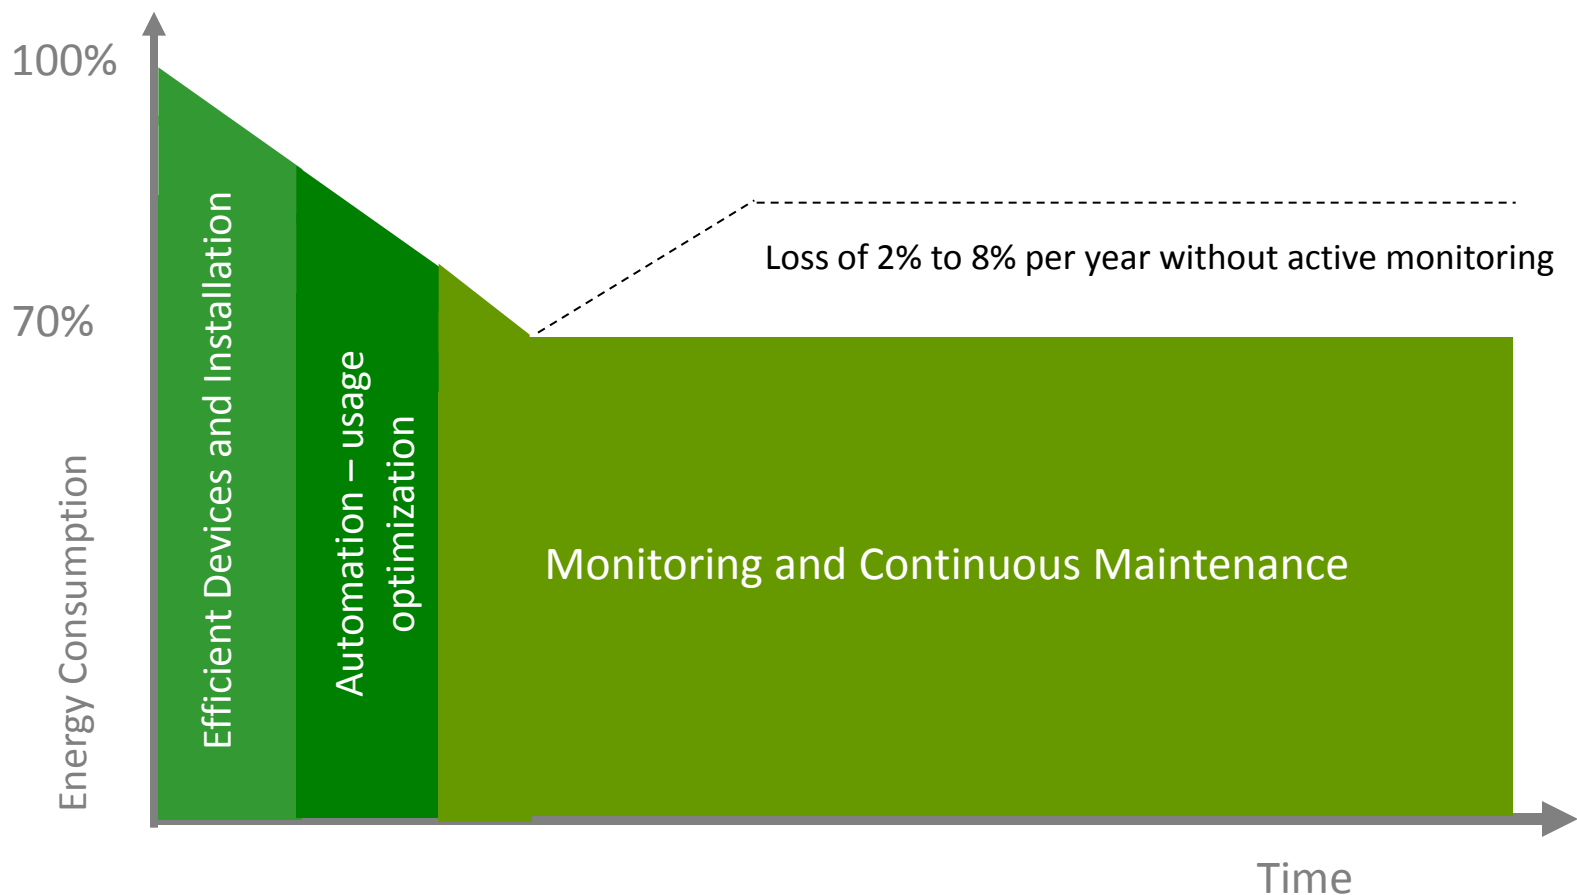 100%
70%
Energy Consumption
Efficient Devices and Installation
Automation – usage
optimization
Loss of 2% to 8% per year without active monitoring
Monitoring and Continuous Maintenance
Time